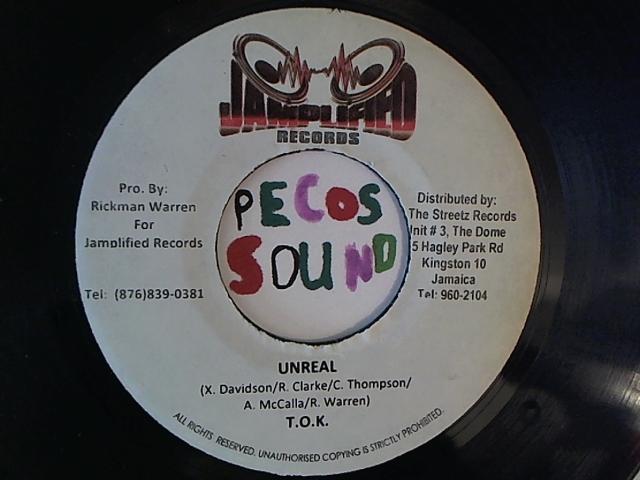 JAMPLIFIED
RECORDS
Pro. By:
Rickman Warren
For
Jamplified Records
Tel: (876)839-0381
PECOS
SOUND
Distributed by:
The Streetz Records
Unit # 3, The Dome
5 Hagley Park Rd
Kingston 10
Jamaica
Tel: 960-2104
UNREAL
(X. Davidson/R. Clarke/C. Thompson/
A. McCalla/R. Warren)
T.O.K.
ALL RIGHTS RESERVED. UNAUTHORISED COPYING IS STRICTLY PROHIBITED.